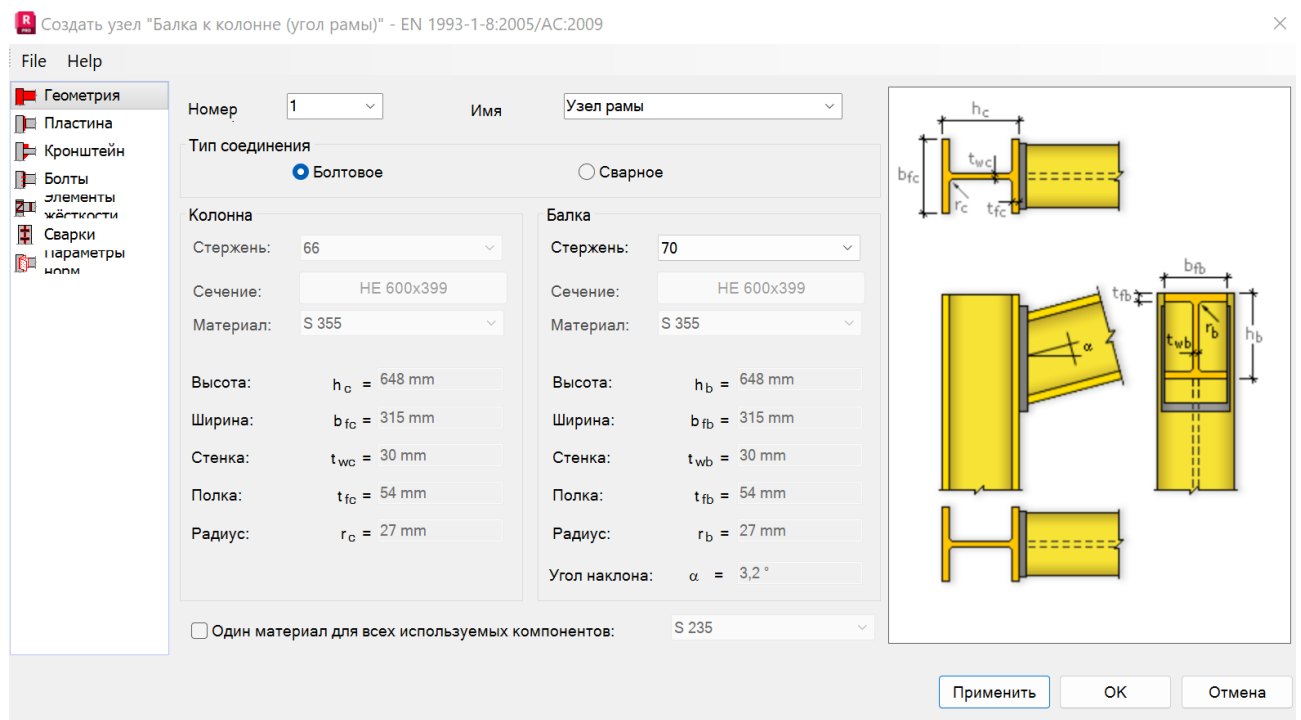 Создать узел "Балка к колонне (угол рамы)" - EN 1993-1-8:2005/AC:2009
File Help
Геометрия
Пластина
Кронштейн
Болты
Элементы
жёсткости
Сварки
Параметры
норм
Номер 1 Имя Узел рамы
Тип соединения
Болтовое Сварное
Колонна Балка
Стержень: 66 Стержень: 70
Сечение: HE 600x399 Сечение: HE 600x399
Материал: S 355 Материал: S 355
Высота: hc = 648 mm Высота: hb = 648 mm
Ширина: bfc = 315 mm Ширина: bfb = 315 mm
Стенка: twc = 30 mm Стенка: twb = 30 mm
Полка: tfc = 54 mm Полка: tfb = 54 mm
Радиус: rc = 27 mm Радиус: rb = 27 mm
Угол наклона: α = 3,2 °
Один материал для всех используемых компонентов: S 235
hc
twc
bfc
rc tfc
bfb
tfb
twb rb hb
α
Применить OK Отмена
R
PRO